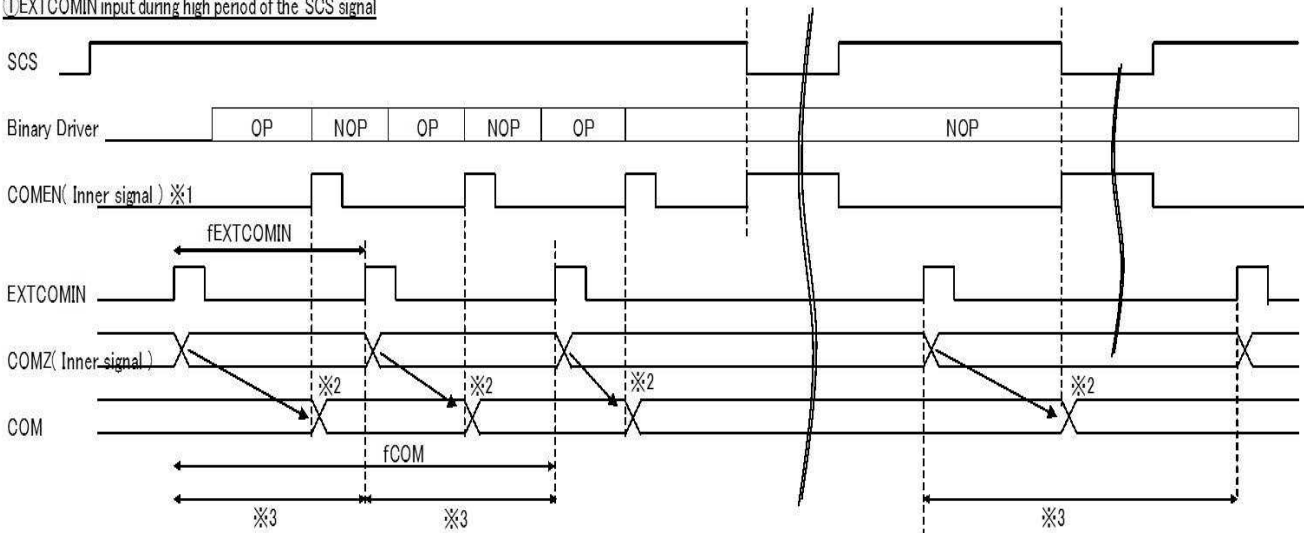 ①EXTCOMIN input during high period of the SCS signal
SCS
Binary Driver OP NOP OP NOP OP NOP
COMEN( Inner signal ) ※1
fEXTCOMIN
EXTCOMIN
COMZ( Inner signal )
※2 ※2 ※2 ※2
COM
fCOM
※3 ※3 ※3